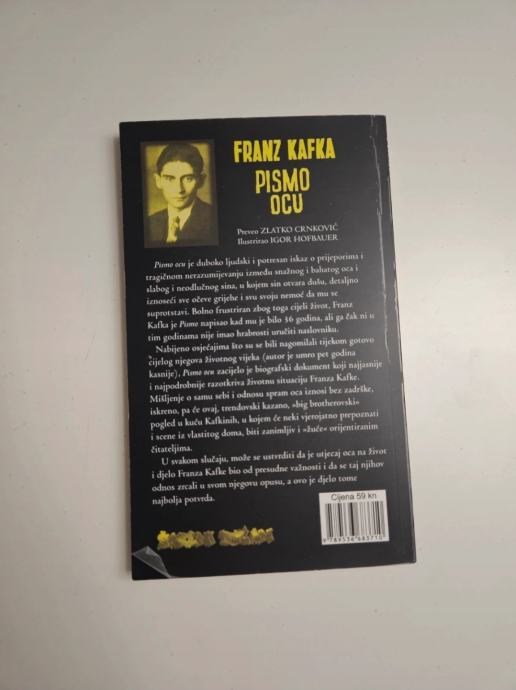 FRANZ KAFKA
PISMO
OCU
Preveo ZLATKO CRNKOVIĆ
Ilustrirao IGOR HOFBAUER
Pismo ocu je duboko ljudski i potresan iskaz o prijeporima i
tragičnom nerazumijevanju između snažnog i bahatog oca i
slabog i neodlučnog sina, u kojem sin otvara dušu, detaljno
iznoseći sve očeve grijehe i svu svoju nemoć da mu se
suprotstavi. Bolno frustriran zbog toga cijeli život, Franz
Kafka je Pismo napisao kad mu je bilo 36 godina, ali ga čak ni u
tim godinama nije imao hrabrosti uručiti naslovniku.
Nabijeno osjećajima što su se bili nagomilali tijekom gotovo
cijelog njegova životnog vijeka (autor je umro pet godina
kasnije), Pismo ocu zacijelo je biografski dokument koji najjasnije
i najpodrobnije razotkriva životnu situaciju Franza Kafke.
Mišljenje o samu sebi i odnosu spram oca iznosi bez zadrške,
iskreno, pa će ovaj, trendovski kazano, »big brotherovski«
pogled u kuću Kafkinih, u kojem će neki vjerojatno prepoznati
i scene iz vlastitog doma, biti zanimljiv i »žuće« orijentiranim
čitateljima.
U svakom slučaju, može se ustvrditi da je utjecaj oca na život
i djelo Franza Kafke bio od presudne važnosti i da se taj njihov
odnos zrcali u svom njegovu opusu, a ovo je djelo tome
najbolja potvrda.
Cijena 59 kn
9 789536 683710